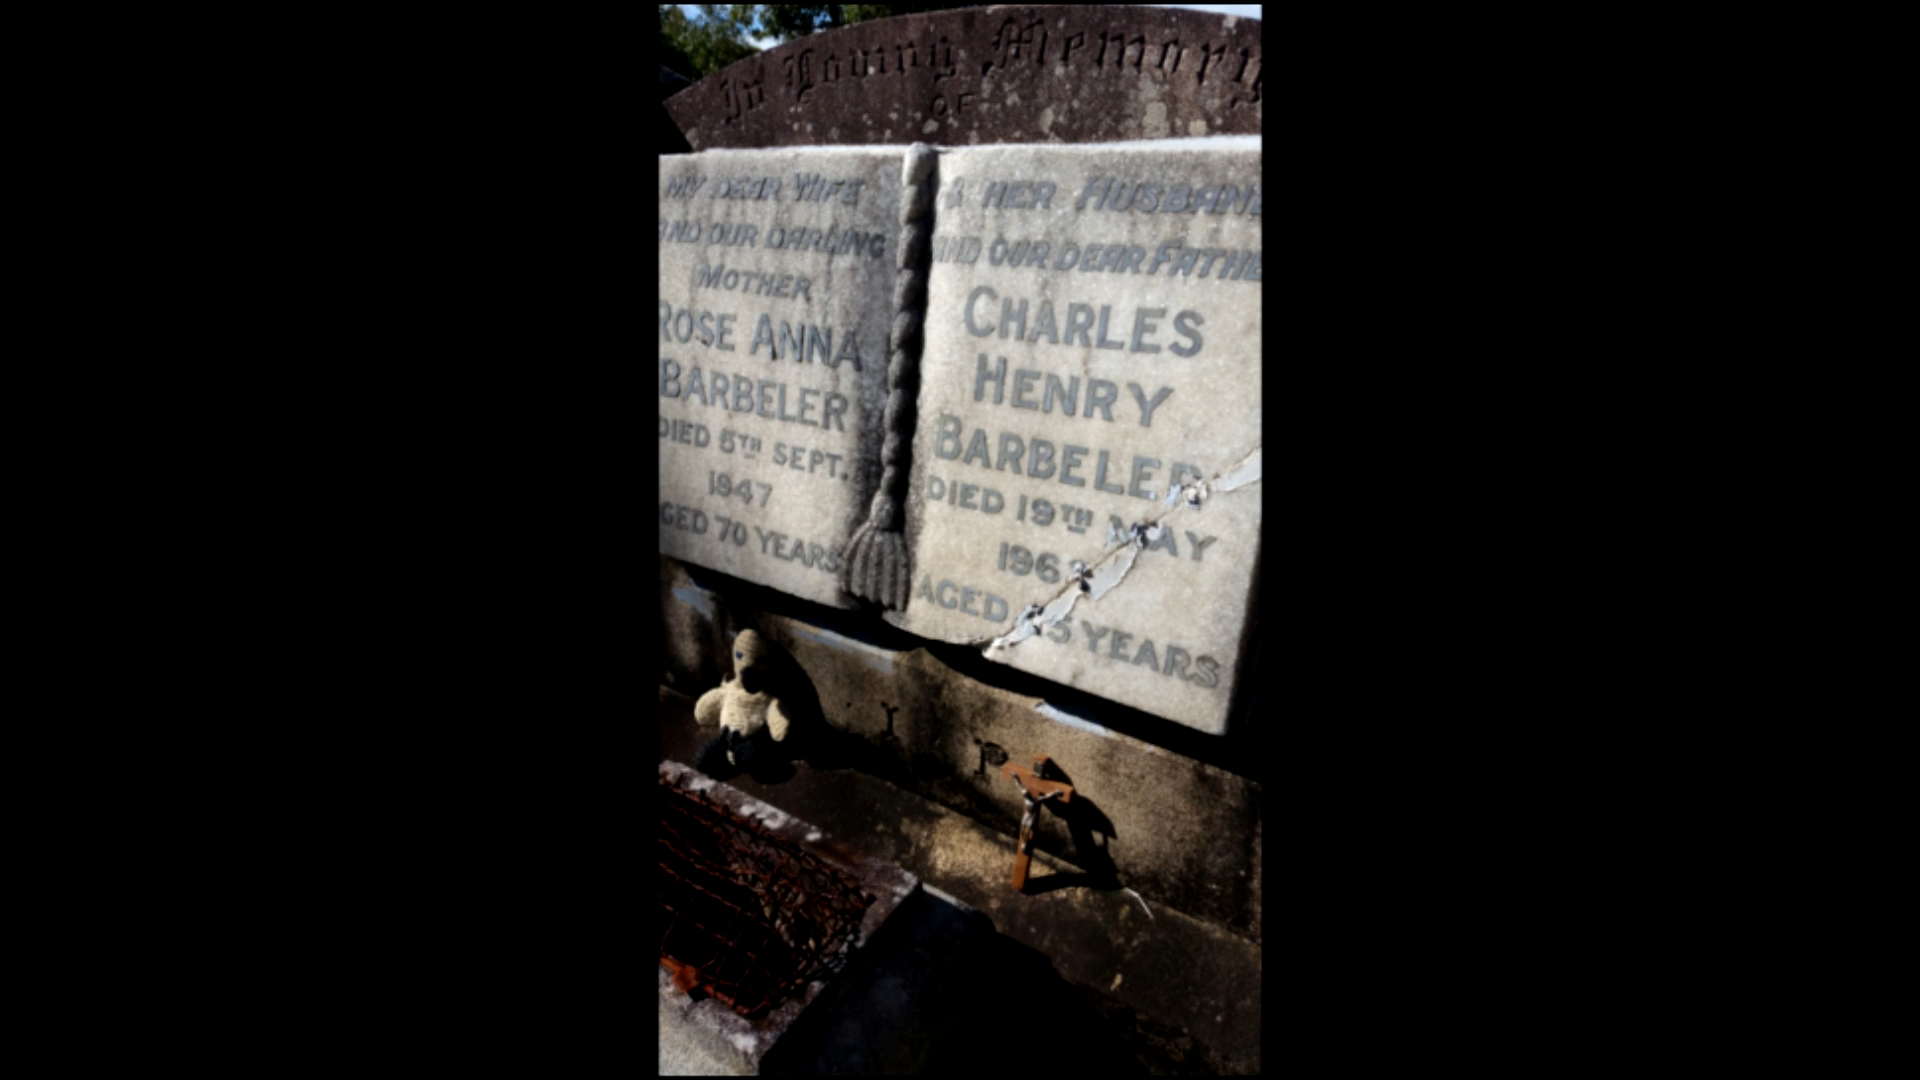 In Loving Memory
OF
MY DEAR WIFE
AND OUR DARLING
MOTHER
ROSE ANNA
BARBELER
DIED 5TH SEPT.
1947
AGED 70 YEARS
& HER HUSBAND
AND OUR DEAR FATHER
CHARLES
HENRY
BARBELER
DIED 19TH MAY
AGED YEARS
I P